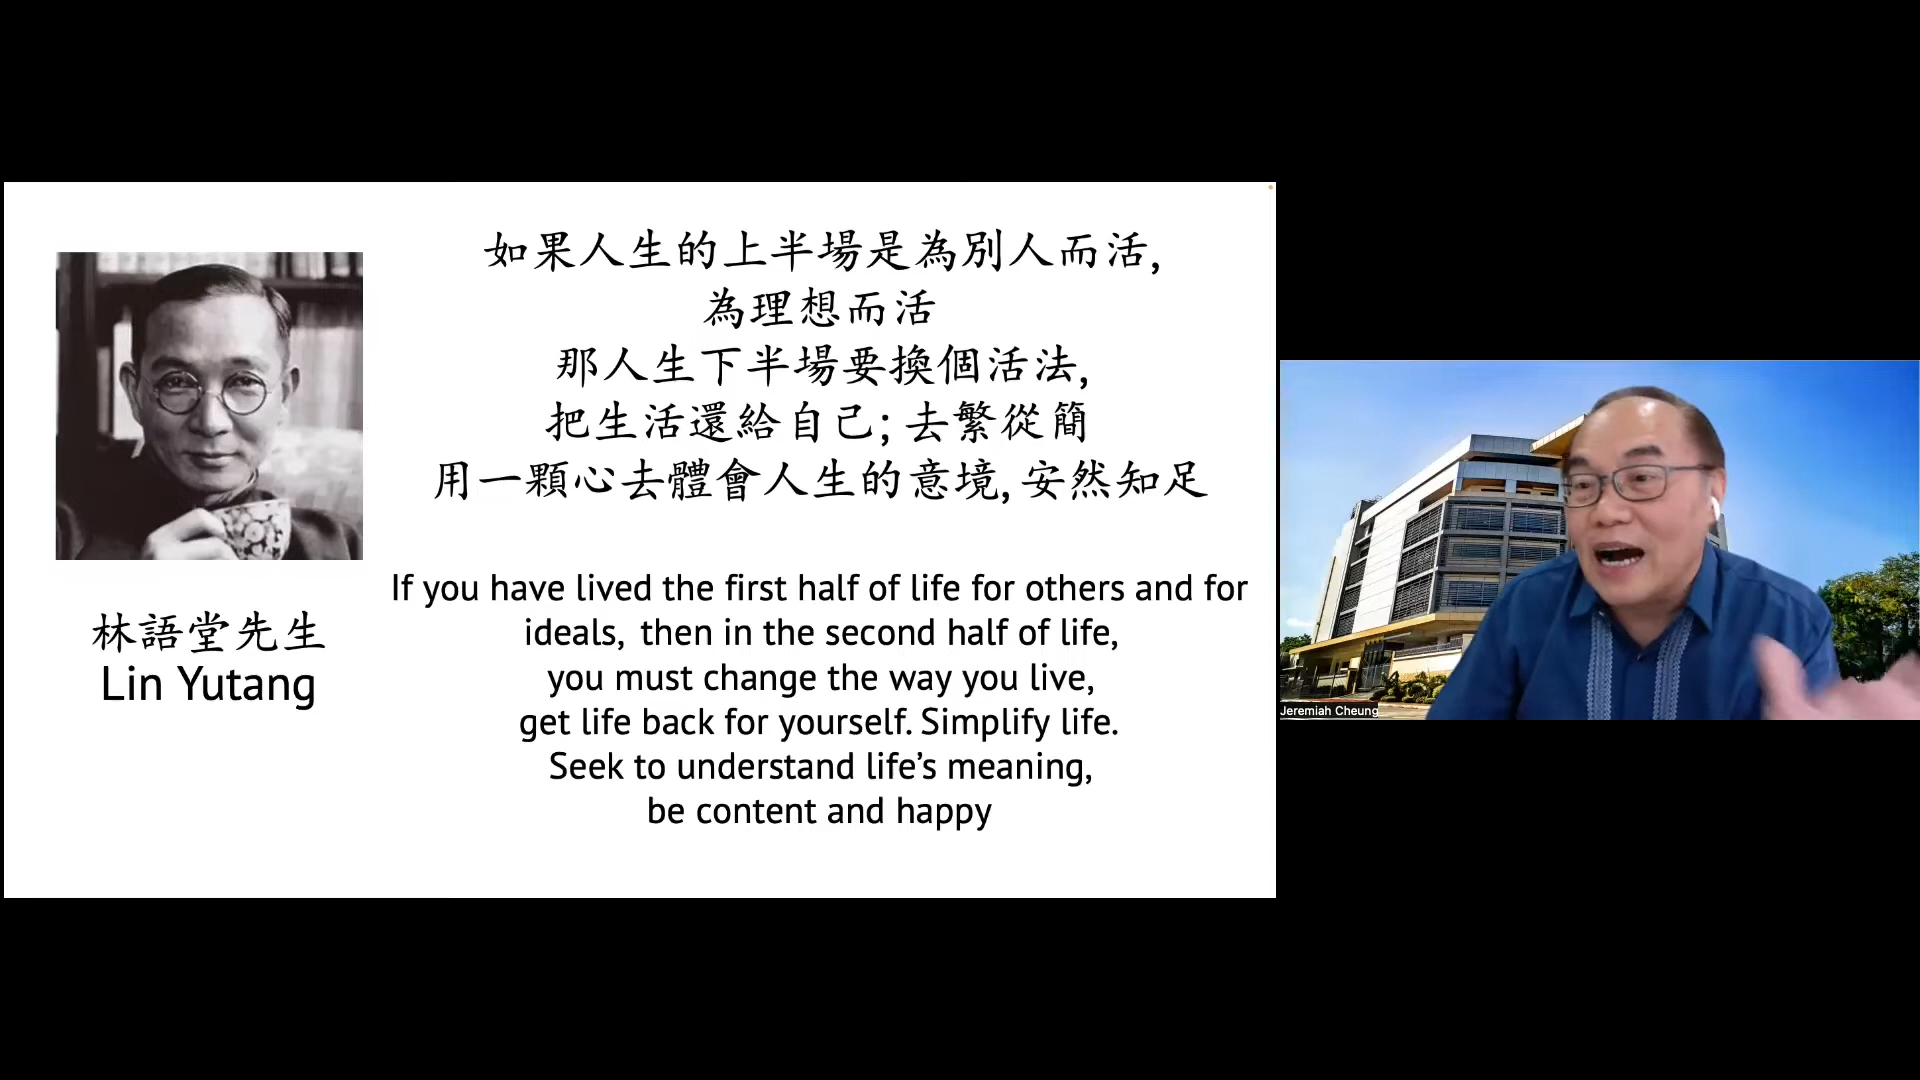 如果人生的上半場是為別人而活,
為理想而活
那人生下半場要換個活法,
把生活還給自己; 去繁從簡
用一顆心去體會人生的意境, 安然知足
If you have lived the first half of life for others and for
ideals, then in the second half of life,
you must change the way you live,
get life back for yourself. Simplify life.
Seek to understand life’s meaning,
be content and happy
林語堂先生
Lin Yutang
Jeremiah Cheung